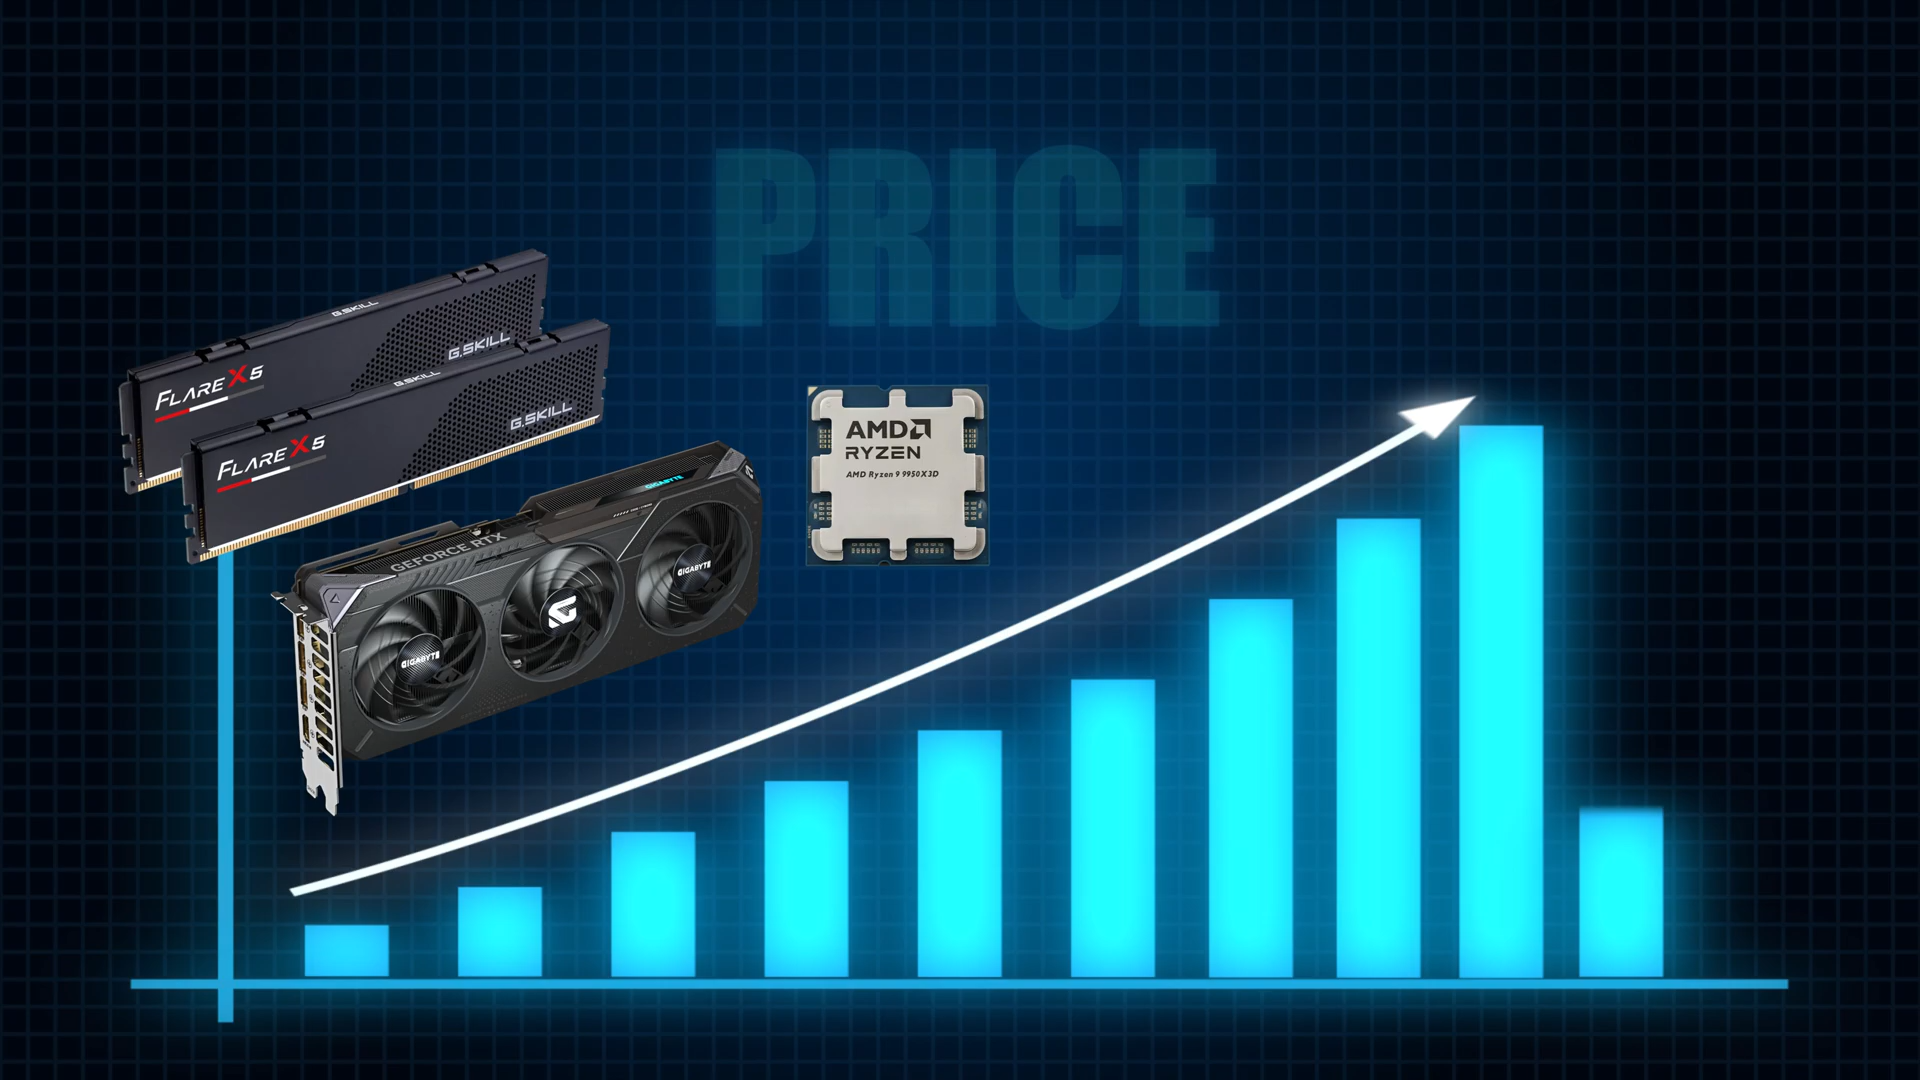 PRICE
G.SKILL
G.SKILL
FLARE X5
G.SKILL
G.SKILL
FLARE X5
AMD
RYZEN
AMD Ryzen 9 9950X3D
GIGABYTE
GEFORCE RTX
GIGABYTE
GIGABYTE